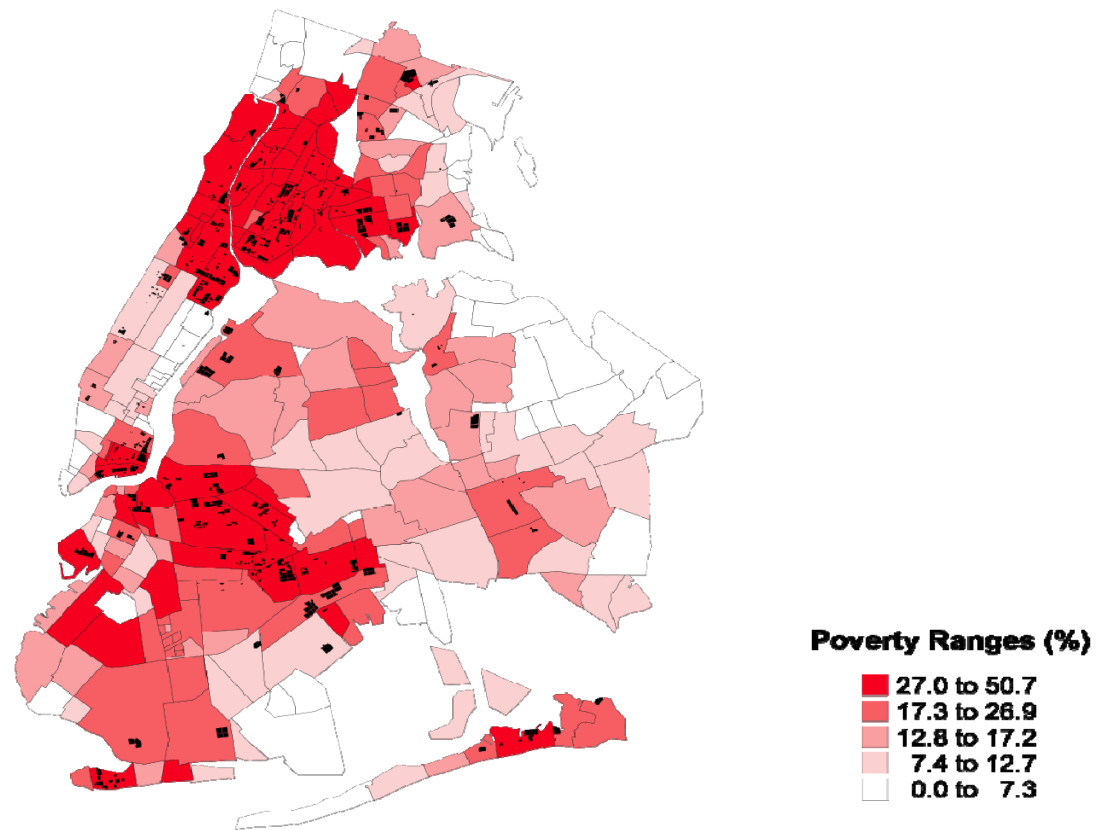 Poverty Ranges (%)
27.0 to 50.7
17.3 to 26.9
12.8 to 17.2
7.4 to 12.7
0.0 to 7.3